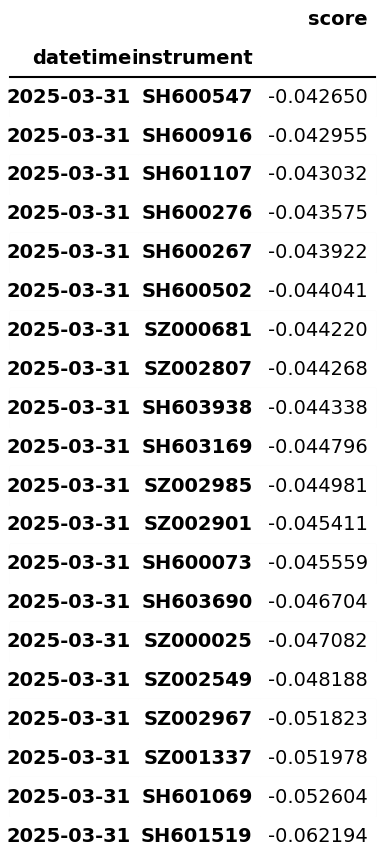 score
datetime instrument
2025-03-31 SH600547 -0.042650
2025-03-31 SH600916 -0.042955
2025-03-31 SH601107 -0.043032
2025-03-31 SH600276 -0.043575
2025-03-31 SH600267 -0.043922
2025-03-31 SH600502 -0.044041
2025-03-31 SZ000681 -0.044220
2025-03-31 SZ002807 -0.044268
2025-03-31 SH603938 -0.044338
2025-03-31 SH603169 -0.044796
2025-03-31 SZ002985 -0.044981
2025-03-31 SZ002901 -0.045411
2025-03-31 SH600073 -0.045559
2025-03-31 SH603690 -0.046704
2025-03-31 SZ000025 -0.047082
2025-03-31 SZ002549 -0.048188
2025-03-31 SZ002967 -0.051823
2025-03-31 SZ001337 -0.051978
2025-03-31 SH601069 -0.052604
2025-03-31 SH601519 -0.062194